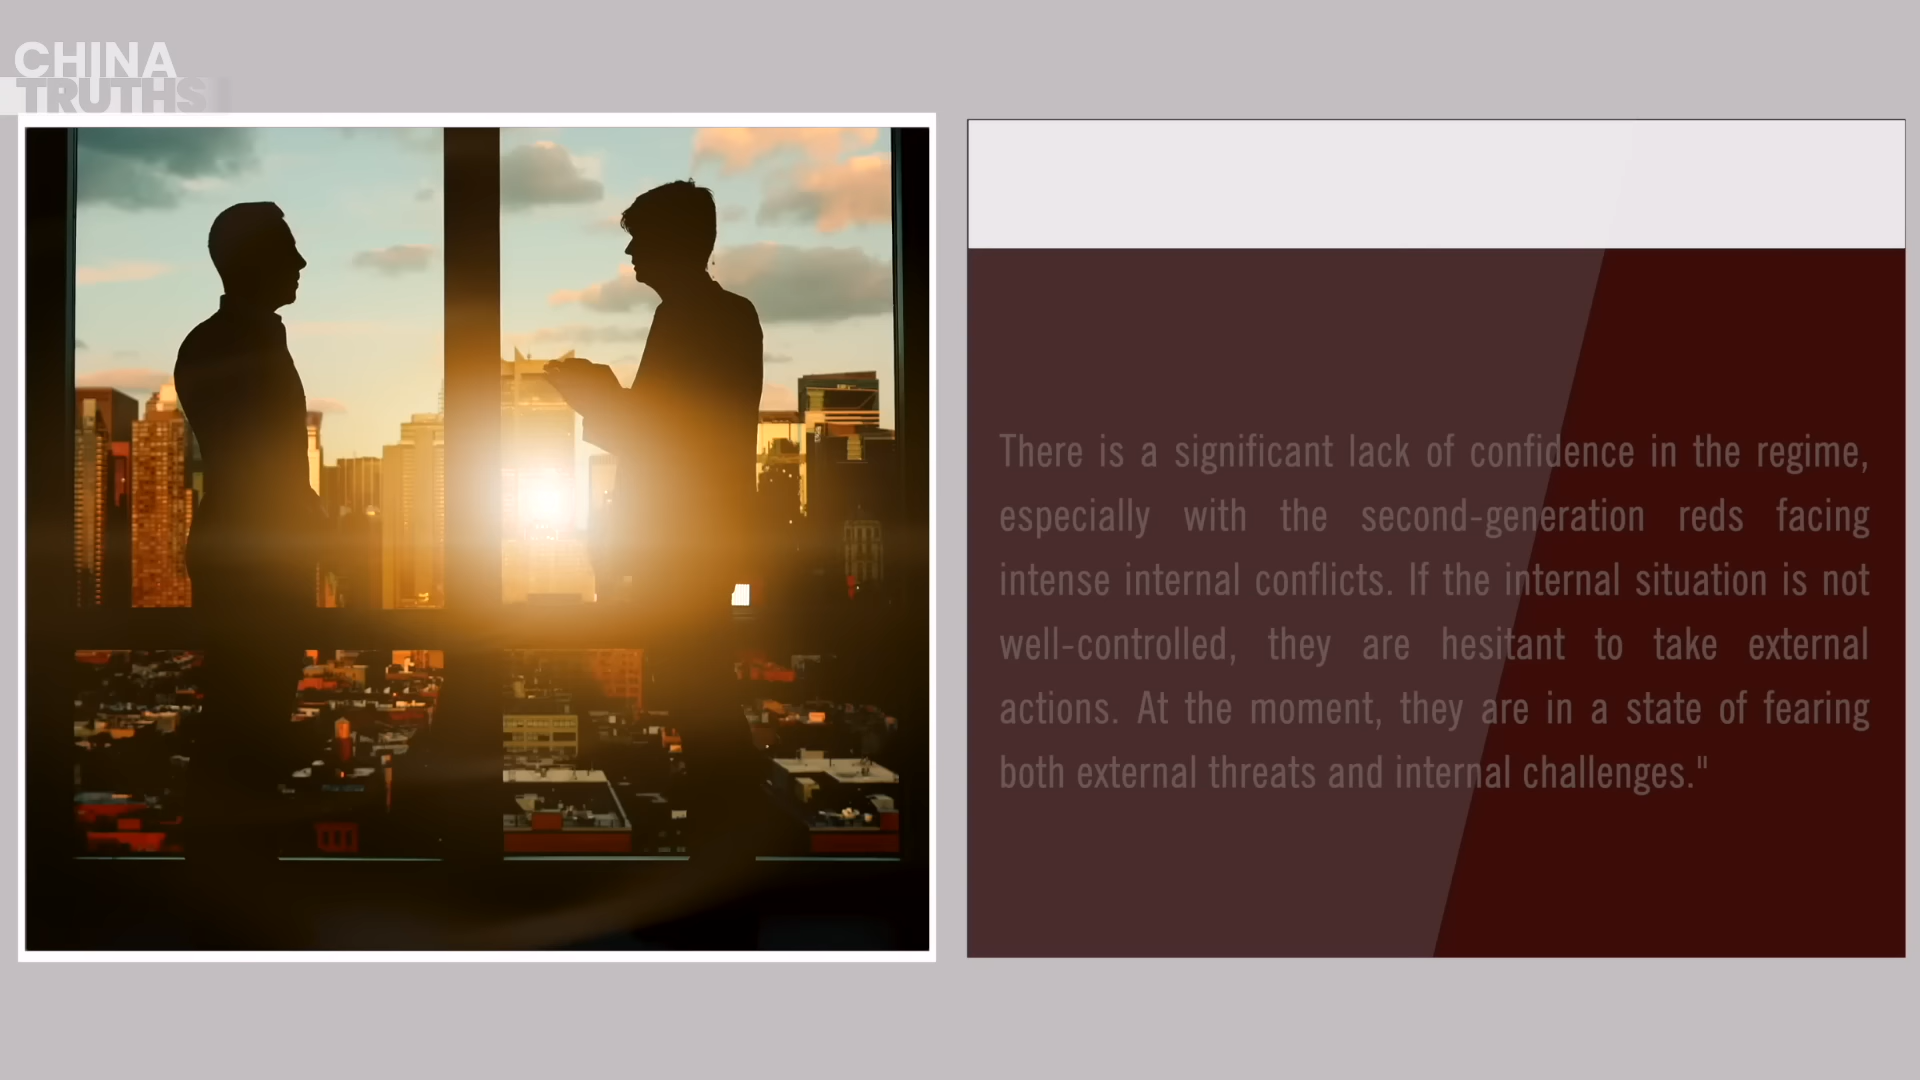 CHINA
TRUTHS
There is a significant lack of confidence in the regime,
especially with the second-generation reds facing
intense internal conflicts. If the internal situation is not
well-controlled, they are hesitant to take external
actions. At the moment, they are in a state of fearing
both external threats and internal challenges."